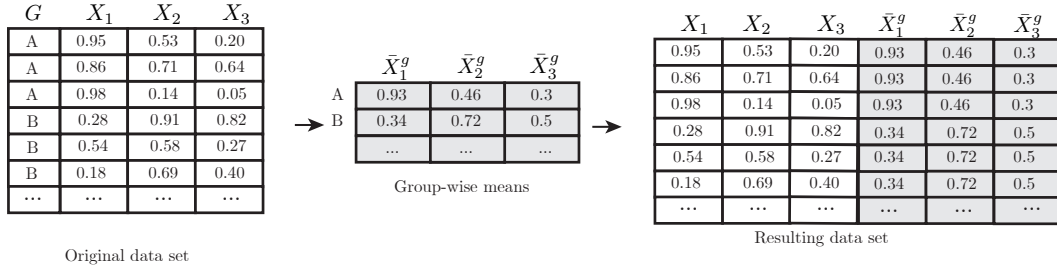 G X₁ X₂ X₃
A 0.95 0.53 0.20
A 0.86 0.71 0.64
A 0.98 0.14 0.05
B 0.28 0.91 0.82
B 0.54 0.58 0.27
B 0.18 0.69 0.40
... ... ... ...
Original data set
X̄₁ᵍ X̄₂ᵍ X̄₃ᵍ
A 0.93 0.46 0.3
B 0.34 0.72 0.5
... ... ...
Group-wise means
X₁ X₂ X₃ X̄₁ᵍ X̄₂ᵍ X̄₃ᵍ
0.95 0.53 0.20 0.93 0.46 0.3
0.86 0.71 0.64 0.93 0.46 0.3
0.98 0.14 0.05 0.93 0.46 0.3
0.28 0.91 0.82 0.34 0.72 0.5
0.54 0.58 0.27 0.34 0.72 0.5
0.18 0.69 0.40 0.34 0.72 0.5
... ... ... ... ... ...
Resulting data set